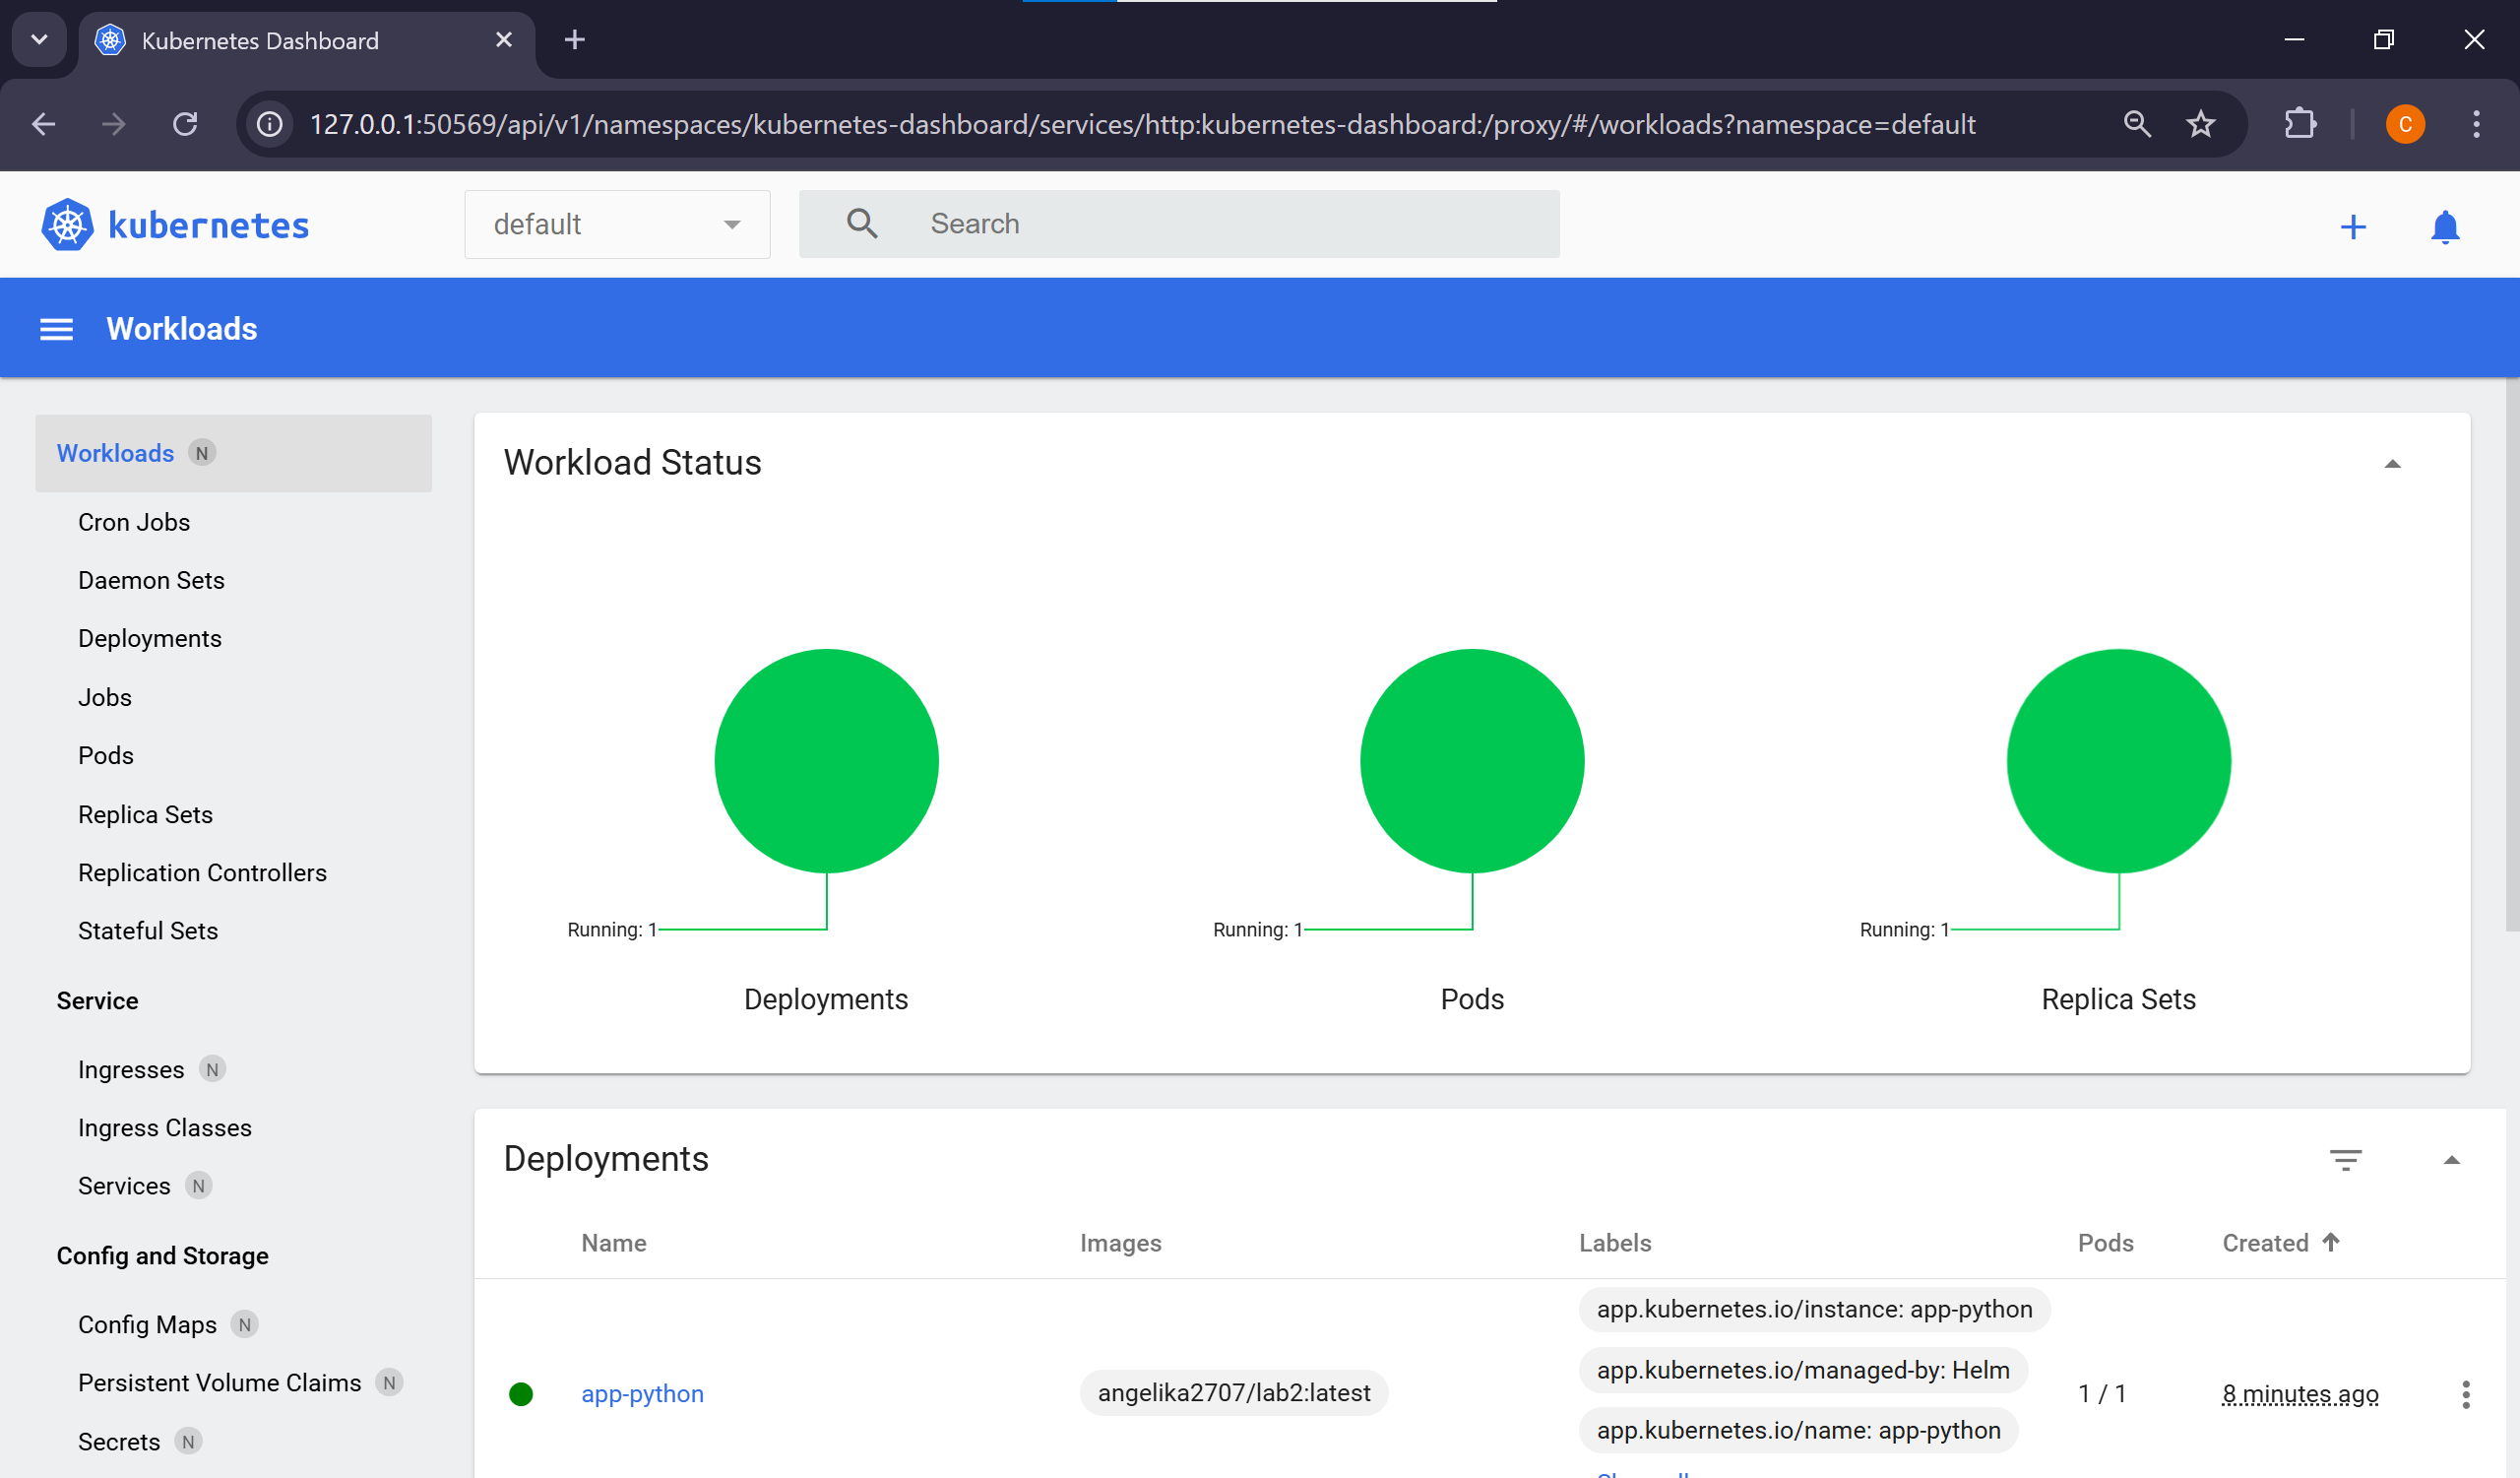 Kubernetes Dashboard
127.0.0.1:50569/api/v1/namespaces/kubernetes-dashboard/services/http:kubernetes-dashboard:/proxy/#/workloads?namespace=default
C
kubernetes
default
Search
Workloads
Workloads N
Cron Jobs
Daemon Sets
Deployments
Jobs
Pods
Replica Sets
Replication Controllers
Stateful Sets
Service
Ingresses N
Ingress Classes
Services N
Config and Storage
Config Maps N
Persistent Volume Claims N
Secrets N
Workload Status
Running: 1
Deployments
Running: 1
Pods
Running: 1
Replica Sets
Deployments
Name Images Labels Pods Created
app-python
angelika2707/lab2:latest
app.kubernetes.io/instance: app-python
app.kubernetes.io/managed-by: Helm
app.kubernetes.io/name: app-python
1 / 1
8 minutes ago